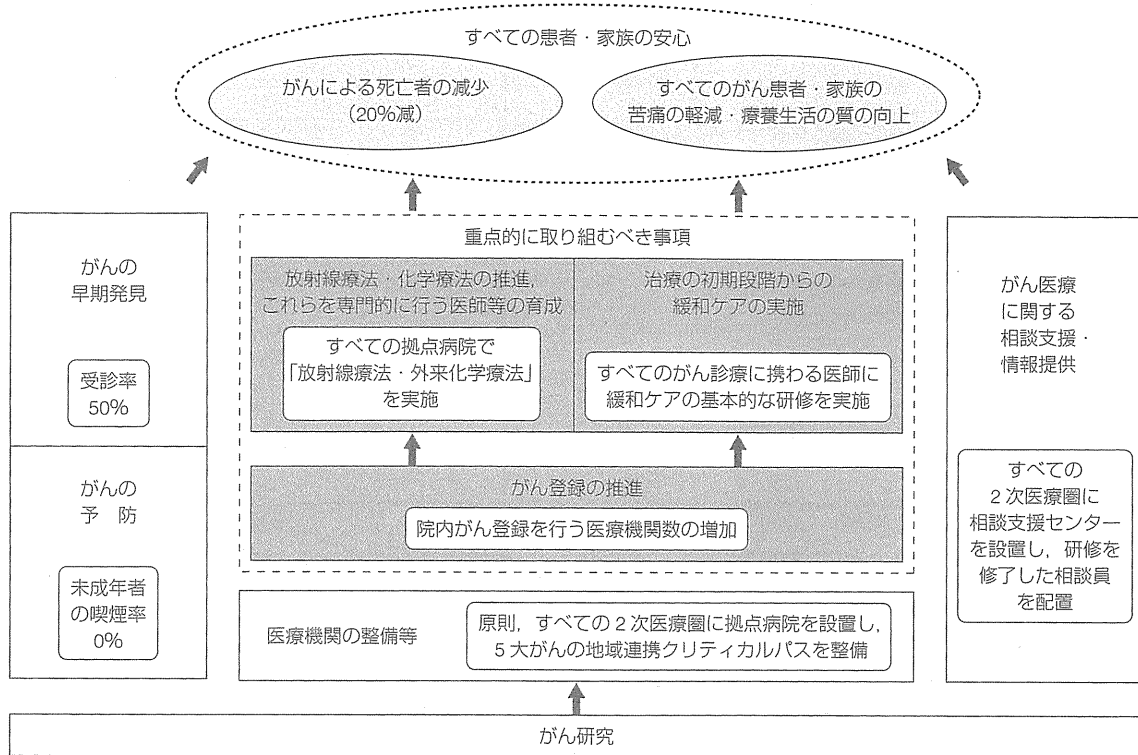 すべての患者・家族の安心
がんによる死亡者の減少
(20%減)
すべてのがん患者・家族の
苦痛の軽減・療養生活の質の向上
がんの
早期発見
受診率
50%
がんの
予 防
未成年者
の喫煙率
0%
重点的に取り組むべき事項
放射線療法・化学療法の推進,
これらを専門的に行う医師等の育成
すべての拠点病院で
「放射線療法・外来化学療法」
を実施
治療の初期段階からの
緩和ケアの実施
すべてのがん診療に携わる医師に
緩和ケアの基本的な研修を実施
がん登録の推進
院内がん登録を行う医療機関数の増加
医療機関の整備等
原則,すべての2次医療圏に拠点病院を設置し,
5大がんの地域連携クリティカルパスを整備
がん医療
に関する
相談支援・
情報提供
すべての
2次医療圏に
相談支援センター
を設置し,研修を
修了した相談員
を配置
がん研究